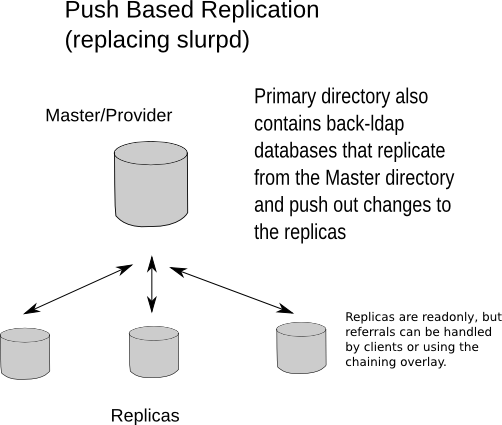 Push Based Replication
(replacing slurpd)
Master/Provider
Primary directory also
contains back-ldap
databases that replicate
from the Master directory
and push out changes to
the replicas
Replicas are readonly, but
referrals can be handled
by clients or using the
chaining overlay.
Replicas